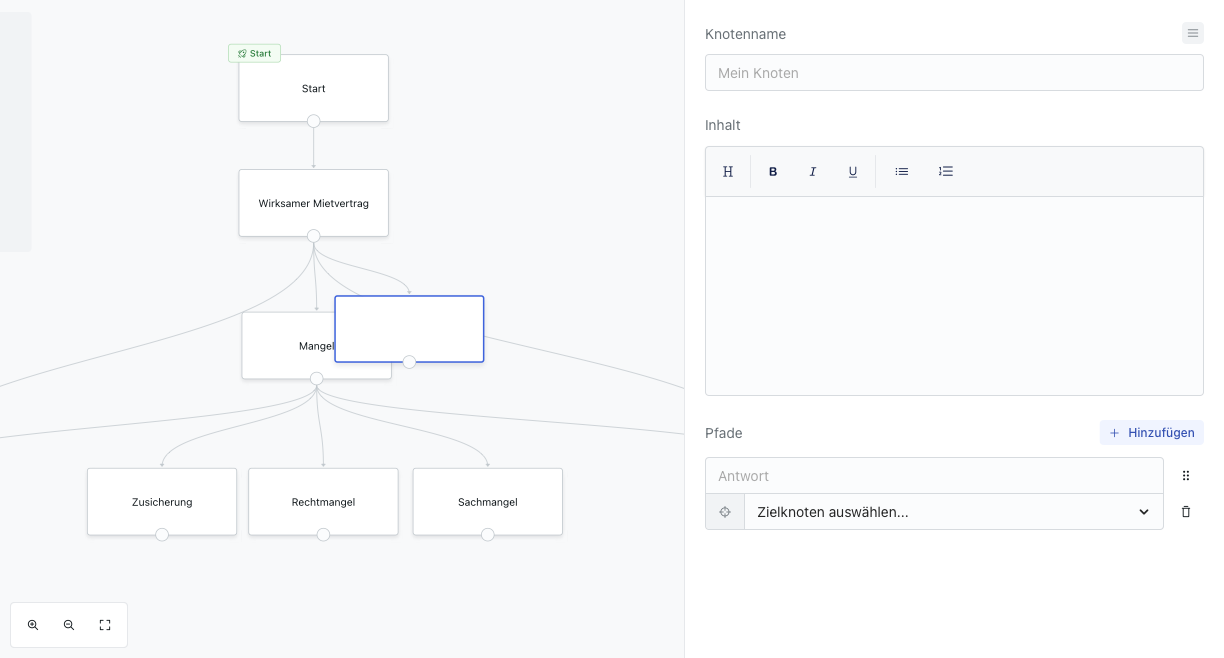 Start
Start
Wirksamer Mietvertrag
Mangel
Zusicherung
Rechtmangel
Sachmangel
Knotenname
Mein Knoten
Inhalt
H B I U
Pfade
+ Hinzufügen
Antwort
Zielknoten auswählen...